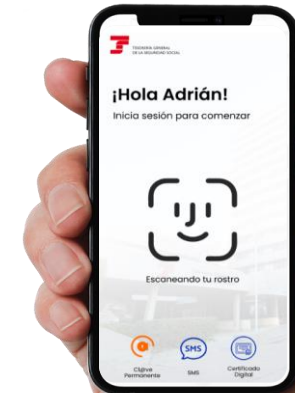 TESORERÍA GENERAL
DE LA SEGURIDAD SOCIAL
¡Hola Adrián!
Inicia sesión para comenzar
Escaneando tu rostro
SMS
Cl@ve
Permanente
SMS
Certificado
Digital